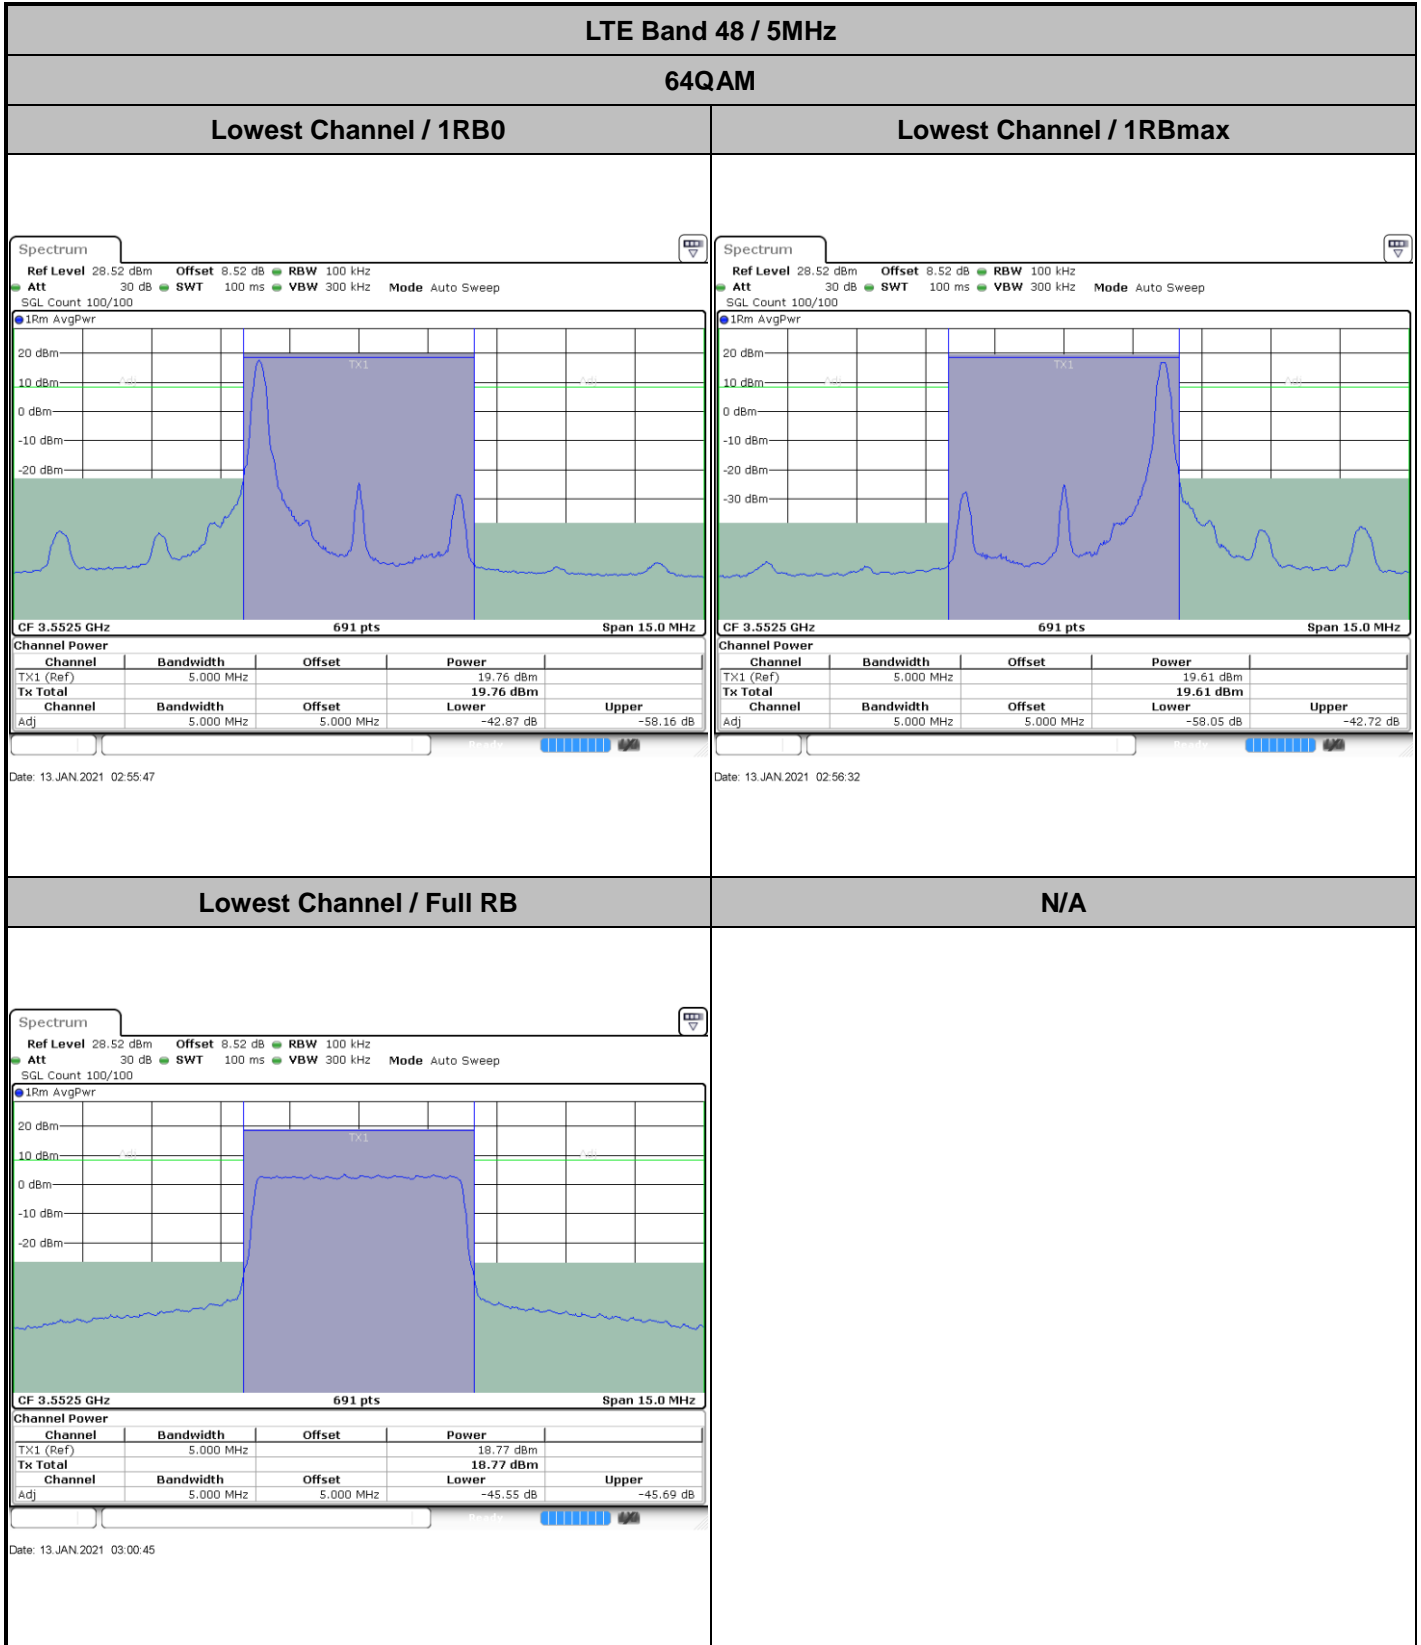 LTE Band 48 / 5MHz
64QAM
Lowest Channel / 1RB0
Lowest Channel / 1RBmax
Spectrum
Ref Level 28.52 dBm Offset 8.52 dB RBW 100 kHz
Att 30 dB SWT 100 ms VBW 300 kHz Mode Auto Sweep
SGL Count 100/100
1Rm AvgPwr
20 dBm
10 dBm
0 dBm
-10 dBm
-20 dBm
Adj
TX1
Adj
CF 3.5525 GHz 691 pts Span 15.0 MHz
Channel Power
Channel Bandwidth Offset Power
TX1 (Ref) 5.000 MHz 19.76 dBm
Tx Total 19.76 dBm
Channel Bandwidth Offset Lower Upper
Adj 5.000 MHz 5.000 MHz -42.87 dB -58.16 dB
Ready
Date: 13.JAN.2021 02:55:47
Spectrum
Ref Level 28.52 dBm Offset 8.52 dB RBW 100 kHz
Att 30 dB SWT 100 ms VBW 300 kHz Mode Auto Sweep
SGL Count 100/100
1Rm AvgPwr
20 dBm
10 dBm
0 dBm
-10 dBm
-20 dBm
-30 dBm
Adj
TX1
Adj
CF 3.5525 GHz 691 pts Span 15.0 MHz
Channel Power
Channel Bandwidth Offset Power
TX1 (Ref) 5.000 MHz 19.61 dBm
Tx Total 19.61 dBm
Channel Bandwidth Offset Lower Upper
Adj 5.000 MHz 5.000 MHz -58.05 dB -42.72 dB
Ready
Date: 13.JAN.2021 02:56:32
Lowest Channel / Full RB
N/A
Spectrum
Ref Level 28.52 dBm Offset 8.52 dB RBW 100 kHz
Att 30 dB SWT 100 ms VBW 300 kHz Mode Auto Sweep
SGL Count 100/100
1Rm AvgPwr
20 dBm
10 dBm
0 dBm
-10 dBm
-20 dBm
Adj
TX1
Adj
CF 3.5525 GHz 691 pts Span 15.0 MHz
Channel Power
Channel Bandwidth Offset Power
TX1 (Ref) 5.000 MHz 18.77 dBm
Tx Total 18.77 dBm
Channel Bandwidth Offset Lower Upper
Adj 5.000 MHz 5.000 MHz -45.55 dB -45.69 dB
Ready
Date: 13.JAN.2021 03:00:45